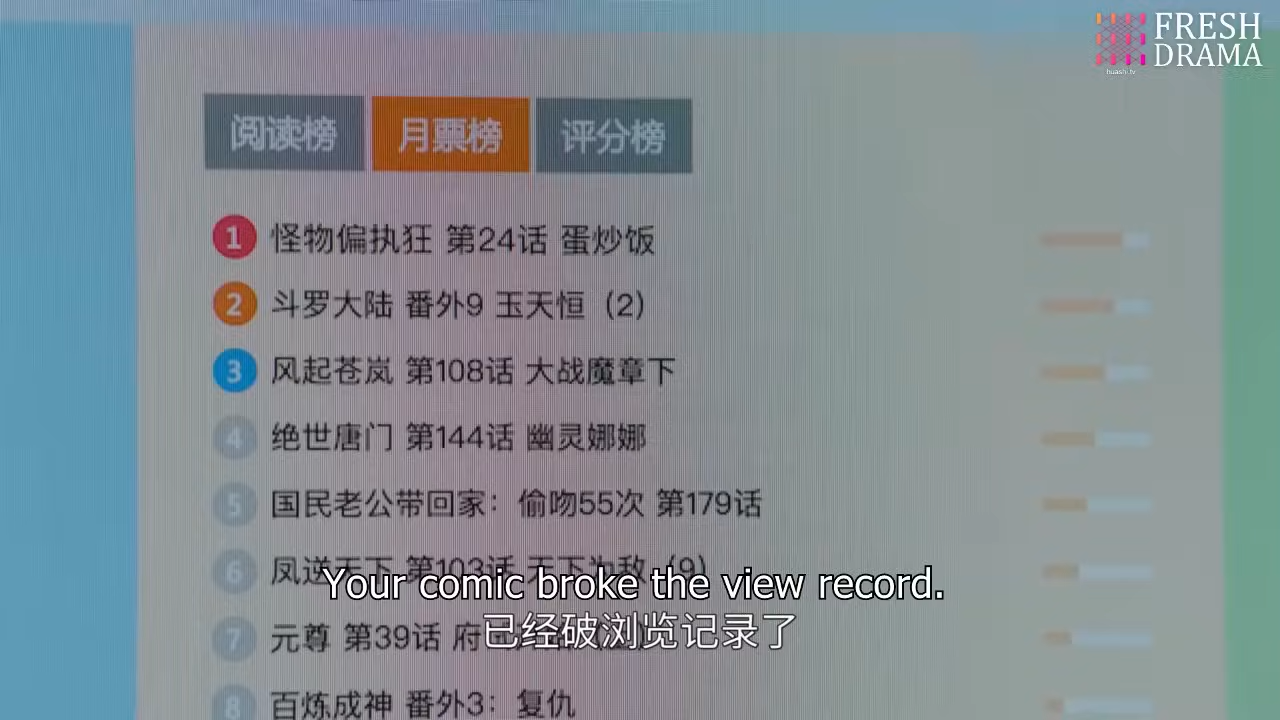 FRESH
DRAMA
huashi.tv
阅读榜 月票榜 评分榜
1 怪物偏执狂 第24话 蛋炒饭
2 斗罗大陆 番外9 玉天恒（2）
3 风起苍岚 第108话 大战魔章下
4 绝世唐门 第144话 幽灵娜娜
5 国民老公带回家：偷吻55次 第179话
6 凤逆天下 第103话 天下为敌（9）
7 元尊 第39话 府
8 百炼成神 番外3：复仇
Your comic broke the view record.
已经破浏览记录了